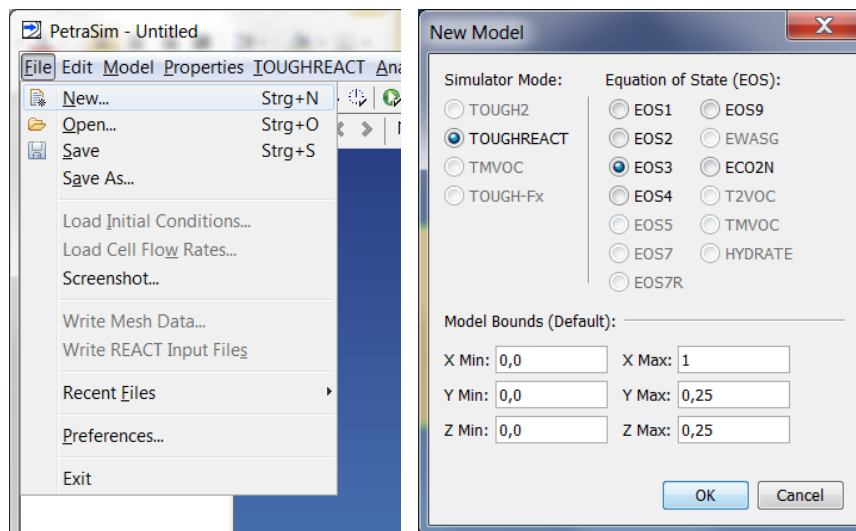 PetraSim - Untitled
File Edit Model Properties TOUGHREACT Ana
New... Strg+N
Open... Strg+O
Save Strg+S
Save As...
Load Initial Conditions...
Load Cell Flow Rates...
Screenshot...
Write Mesh Data...
Write REACT Input Files
Recent Files
Preferences...
Exit
New Model
Simulator Mode: Equation of State (EOS):
TOUGH2 EOS1 EOS9
TOUGHREACT EOS2 EWASG
TMVOC EOS3 ECO2N
TOUGH-Fx EOS4 T2VOC
EOS5 TMVOC
EOS7 HYDRATE
EOS7R
Model Bounds (Default):
X Min: 0,0 X Max: 1
Y Min: 0,0 Y Max: 0,25
Z Min: 0,0 Z Max: 0,25
OK Cancel